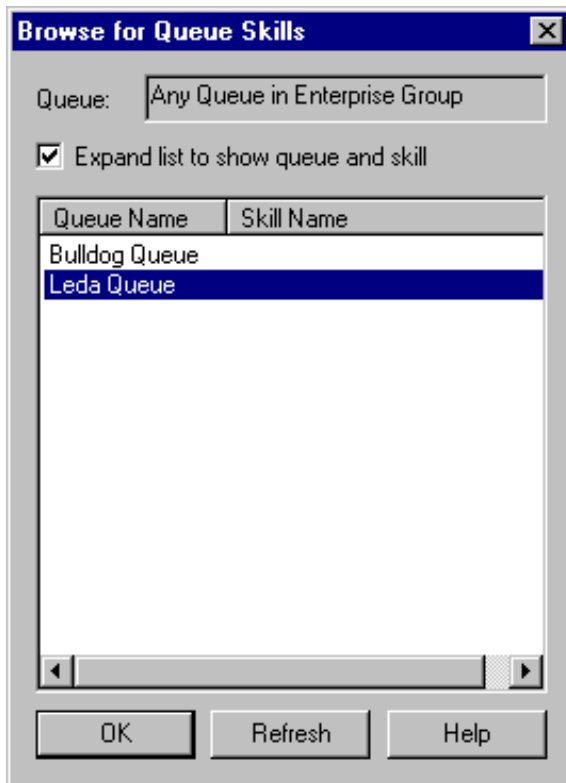 Browse for Queue Skills
Queue: Any Queue in Enterprise Group
Expand list to show queue and skill
Queue Name Skill Name
Bulldog Queue
Leda Queue
OK Refresh Help